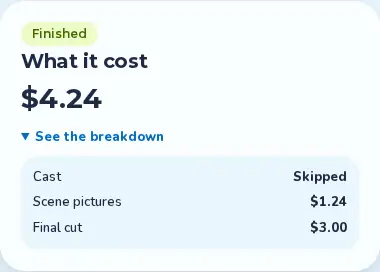 Finished
What it cost
$4.24
▼ See the breakdown
Cast Skipped
Scene pictures $1.24
Final cut $3.00